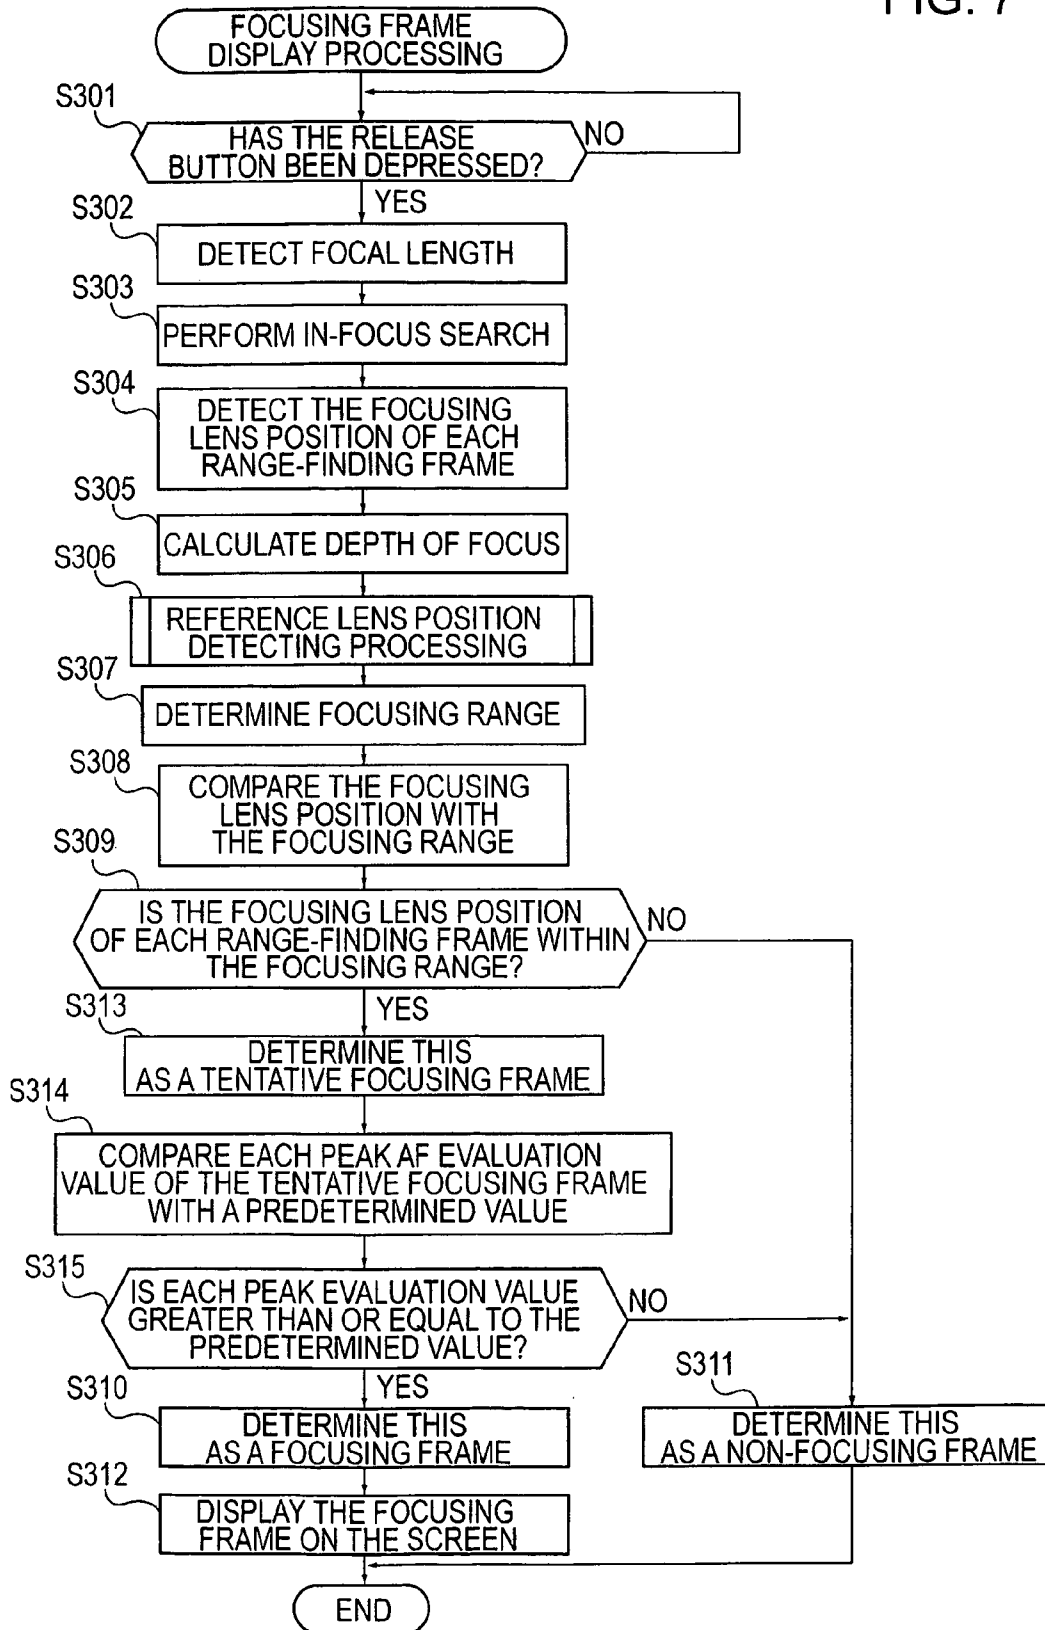 FIG. 7
FOCUSING FRAME
DISPLAY PROCESSING
S301
HAS THE RELEASE
BUTTON BEEN DEPRESSED?
NO
YES
S302
DETECT FOCAL LENGTH
S303
PERFORM IN-FOCUS SEARCH
S304
DETECT THE FOCUSING
LENS POSITION OF EACH
RANGE-FINDING FRAME
S305
CALCULATE DEPTH OF FOCUS
S306
REFERENCE LENS POSITION
DETECTING PROCESSING
S307
DETERMINE FOCUSING RANGE
S308
COMPARE THE FOCUSING
LENS POSITION WITH
THE FOCUSING RANGE
S309
IS THE FOCUSING LENS POSITION
OF EACH RANGE-FINDING FRAME WITHIN
THE FOCUSING RANGE?
NO
YES
S313
DETERMINE THIS
AS A TENTATIVE FOCUSING FRAME
S314
COMPARE EACH PEAK AF EVALUATION
VALUE OF THE TENTATIVE FOCUSING FRAME
WITH A PREDETERMINED VALUE
S315
IS EACH PEAK EVALUATION VALUE
GREATER THAN OR EQUAL TO THE
PREDETERMINED VALUE?
NO
YES
S310
DETERMINE THIS
AS A FOCUSING FRAME
S311
DETERMINE THIS
AS A NON-FOCUSING FRAME
S312
DISPLAY THE FOCUSING
FRAME ON THE SCREEN
END